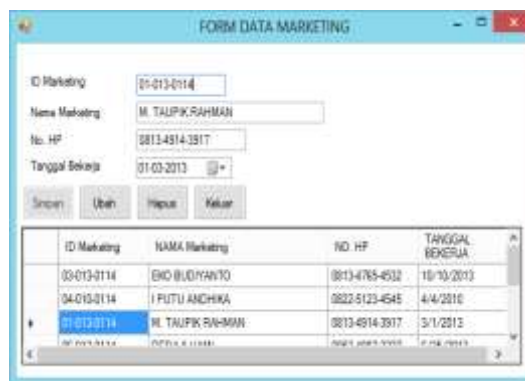 FORM DATA MARKETING
ID Marketing 01-013-0114
Nama Marketing M. TAUPIK RAHMAN
No. HP 0813-4914-3917
Tanggal Bekerja 01-03-2013
Simpan Ubah Hapus Keluar
ID Marketing NAMA Marketing NO. HP TANGGAL BEKERJA
03-013-0114 EKO BUDIYANTO 0813-4765-4532 10/10/2013
04-010-0114 I PUTU ANDHIKA 0822-5123-4545 4/4/2010
01-013-0114 M. TAUPIK RAHMAN 0813-4914-3917 3/1/2013